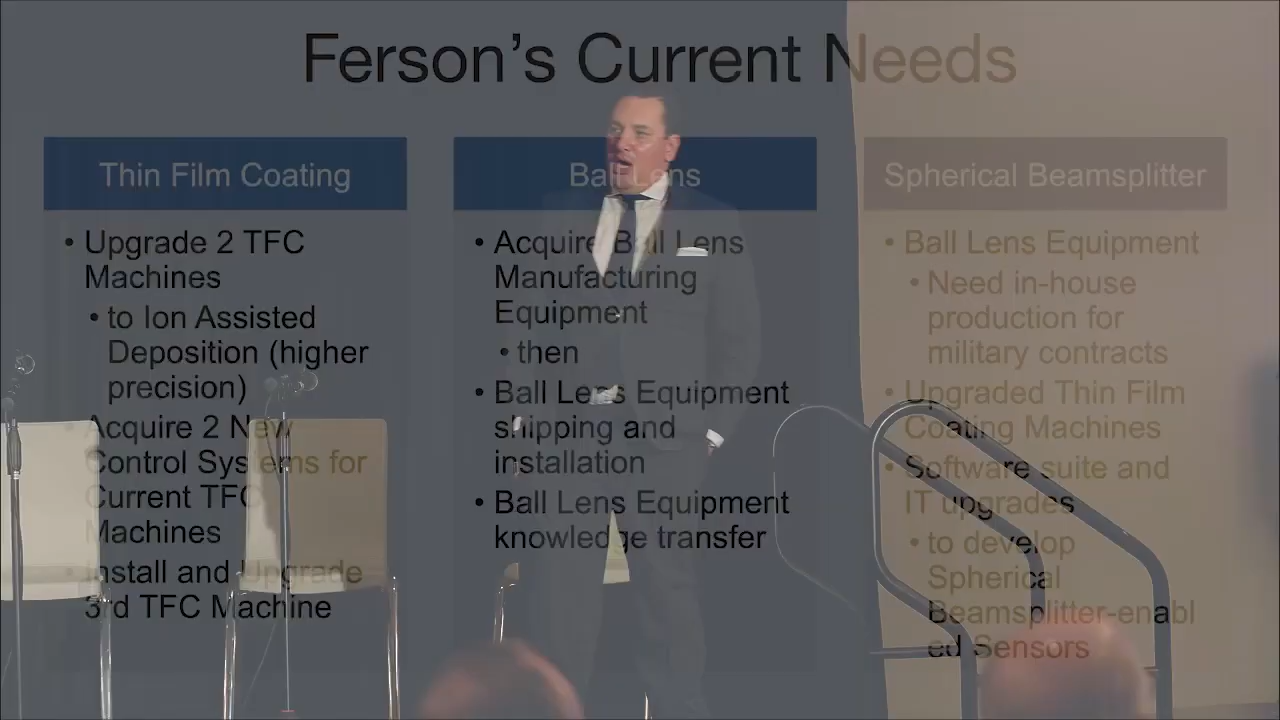 Ferson's Current Needs
Thin Film Coating
• Upgrade 2 TFC
Machines
• to Ion Assisted
Deposition (higher
precision)
• Acquire 2 New
Control Systems for
Current TFC
Machines
• Install and Upgrade
3rd TFC Machine
Ball Lens
• Acquire Ball Lens
Manufacturing
Equipment
• then
• Ball Lens Equipment
shipping and
installation
• Ball Lens Equipment
knowledge transfer
Spherical Beamsplitter
• Ball Lens Equipment
• Need in-house
production for
military contracts
• Upgraded Thin Film
Coating Machines
• Software suite and
IT upgrades
• to develop
Spherical
Beamsplitter-enabl
ed Sensors